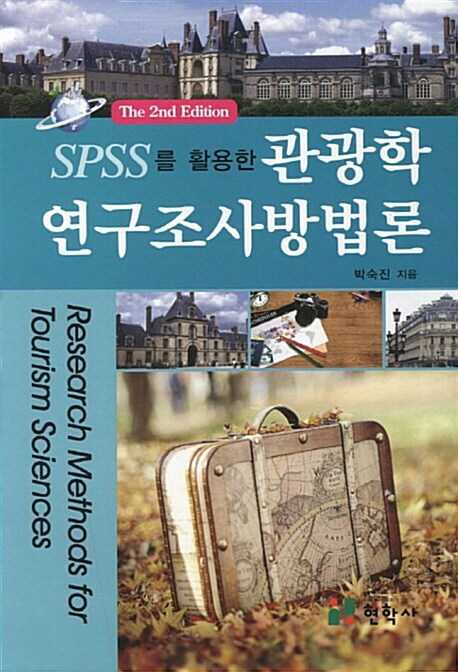 The 2nd Edition
SPSS를 활용한 관광학
연구조사방법론
박숙진 지음
Research Methods for
Tourism Sciences
현학사